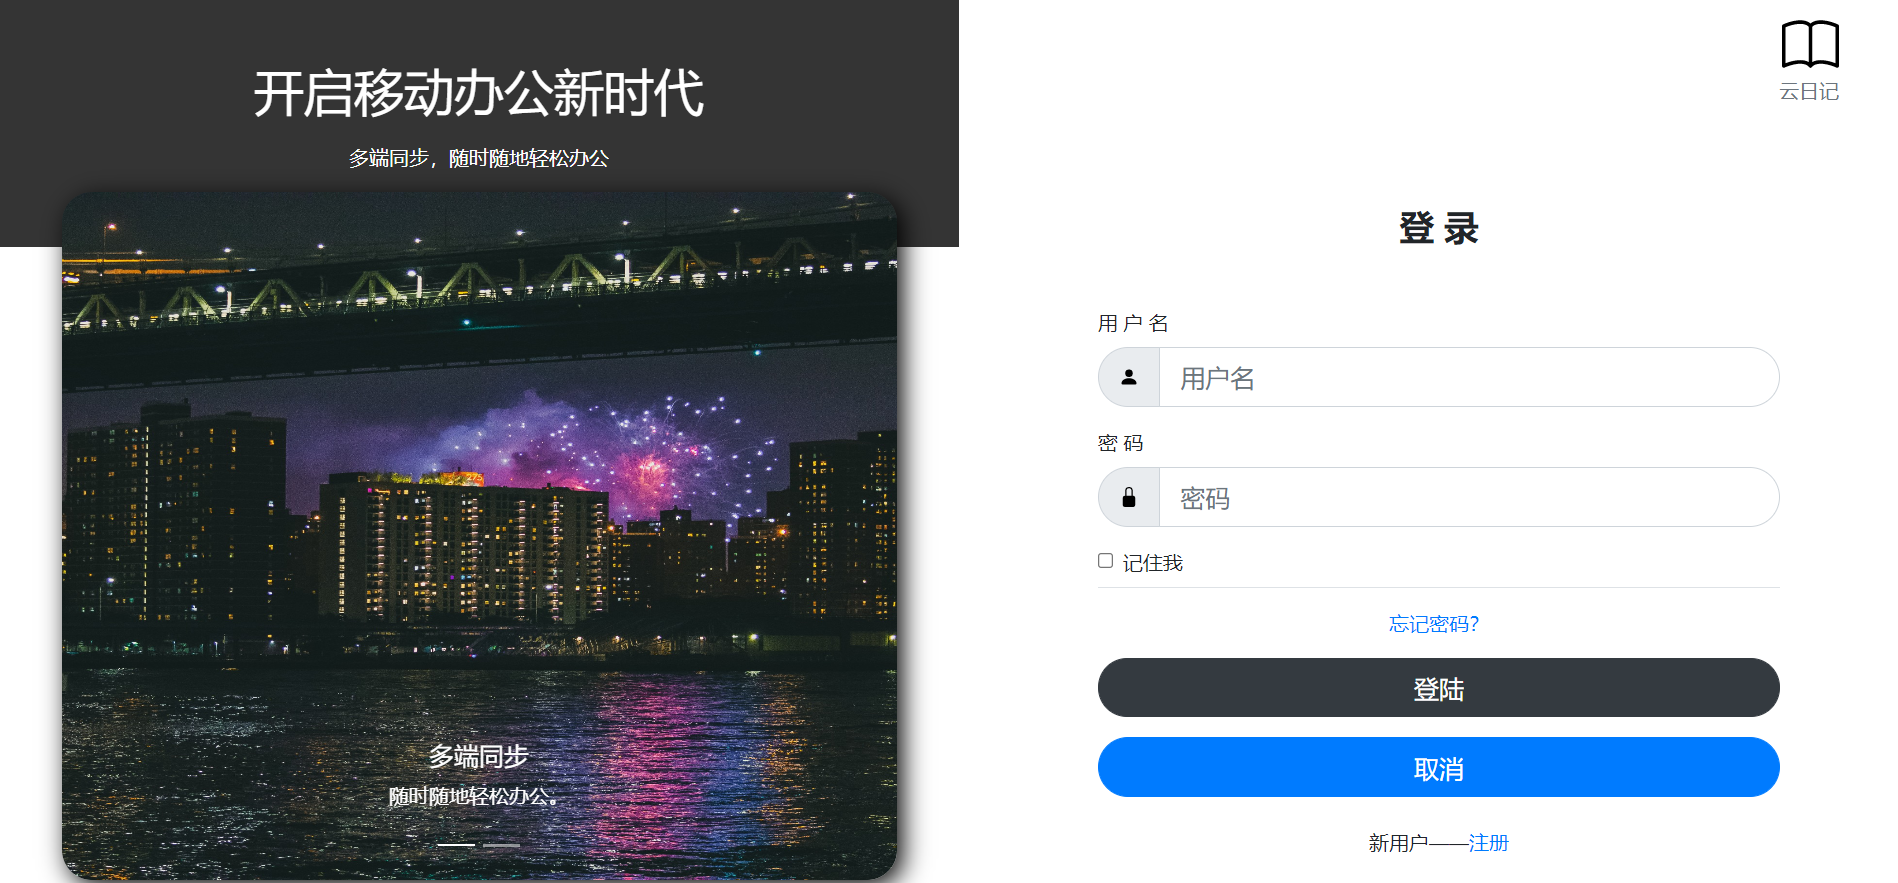 开启移动办公新时代
多端同步，随时随地轻松办公
多端同步
随时随地轻松办公。
云日记
登 录
用 户 名
用户名
密 码
密码
记住我
忘记密码?
登陆
取消
新用户——注册